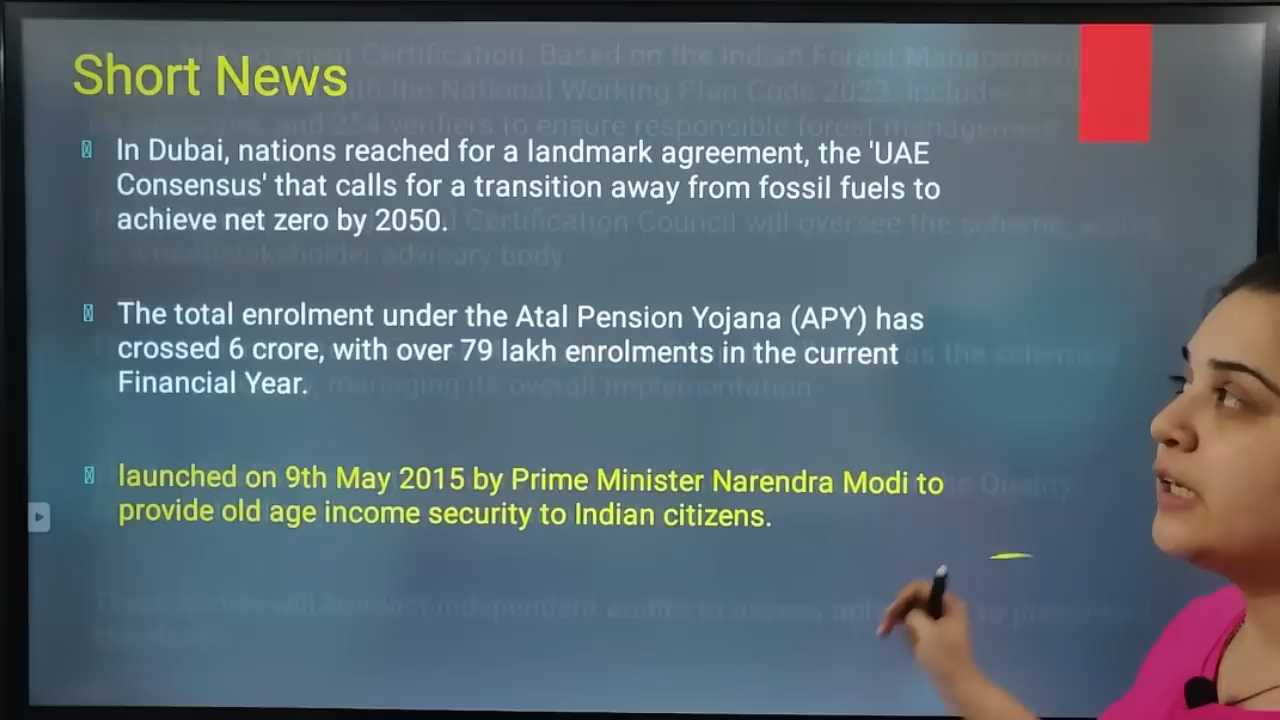 Short News
In Dubai, nations reached for a landmark agreement, the 'UAE
Consensus' that calls for a transition away from fossil fuels to
achieve net zero by 2050.
The total enrolment under the Atal Pension Yojana (APY) has
crossed 6 crore, with over 79 lakh enrolments in the current
Financial Year.
launched on 9th May 2015 by Prime Minister Narendra Modi to
provide old age income security to Indian citizens.